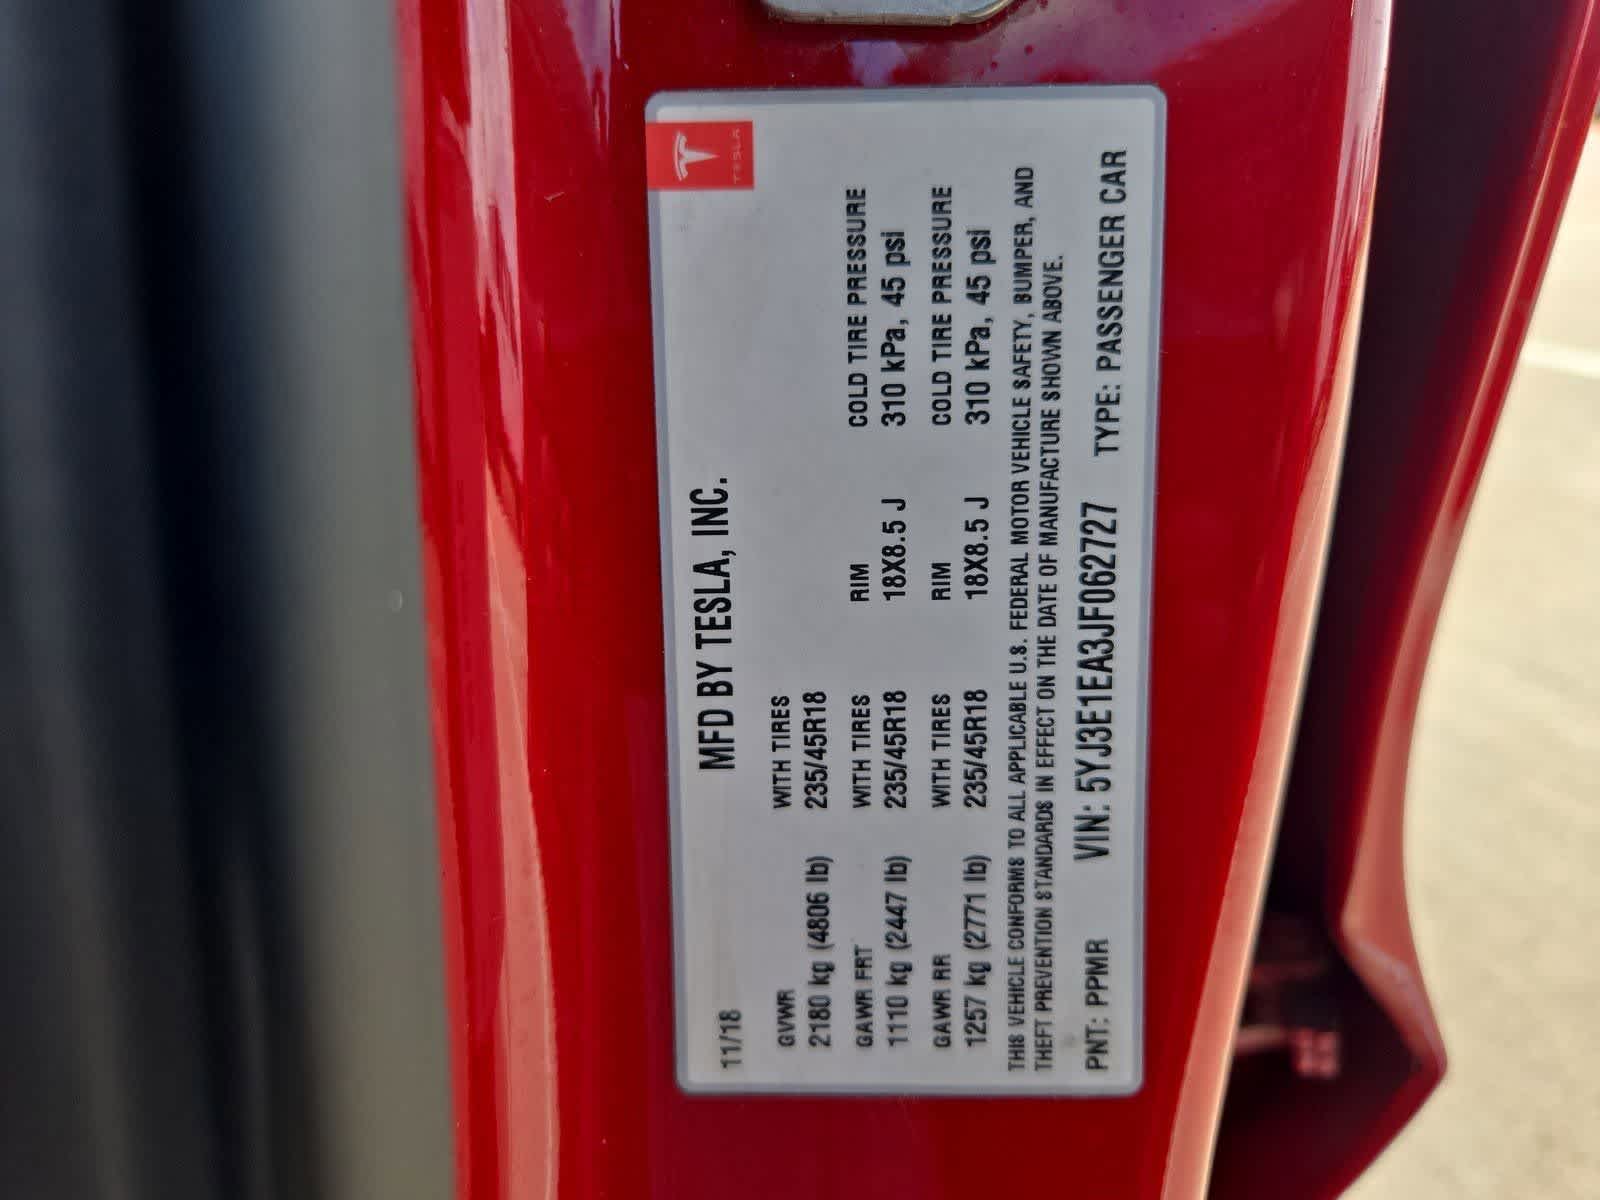 TESLA
MFD BY TESLA, INC.
11/18
GVWR WITH TIRES
2180 kg (4806 lb) 235/45R18
GAWR FRT WITH TIRES RIM COLD TIRE PRESSURE
1110 kg (2447 lb) 235/45R18 18X8.5 J 310 kPa, 45 psi
GAWR RR WITH TIRES RIM COLD TIRE PRESSURE
1257 kg (2771 lb) 235/45R18 18X8.5 J 310 kPa, 45 psi
THIS VEHICLE CONFORMS TO ALL APPLICABLE U.S. FEDERAL MOTOR VEHICLE SAFETY, BUMPER, AND
THEFT PREVENTION STANDARDS IN EFFECT ON THE DATE OF MANUFACTURE SHOWN ABOVE.
PNT: PPMR VIN: 5YJ3E1EA3JF062727 TYPE: PASSENGER CAR